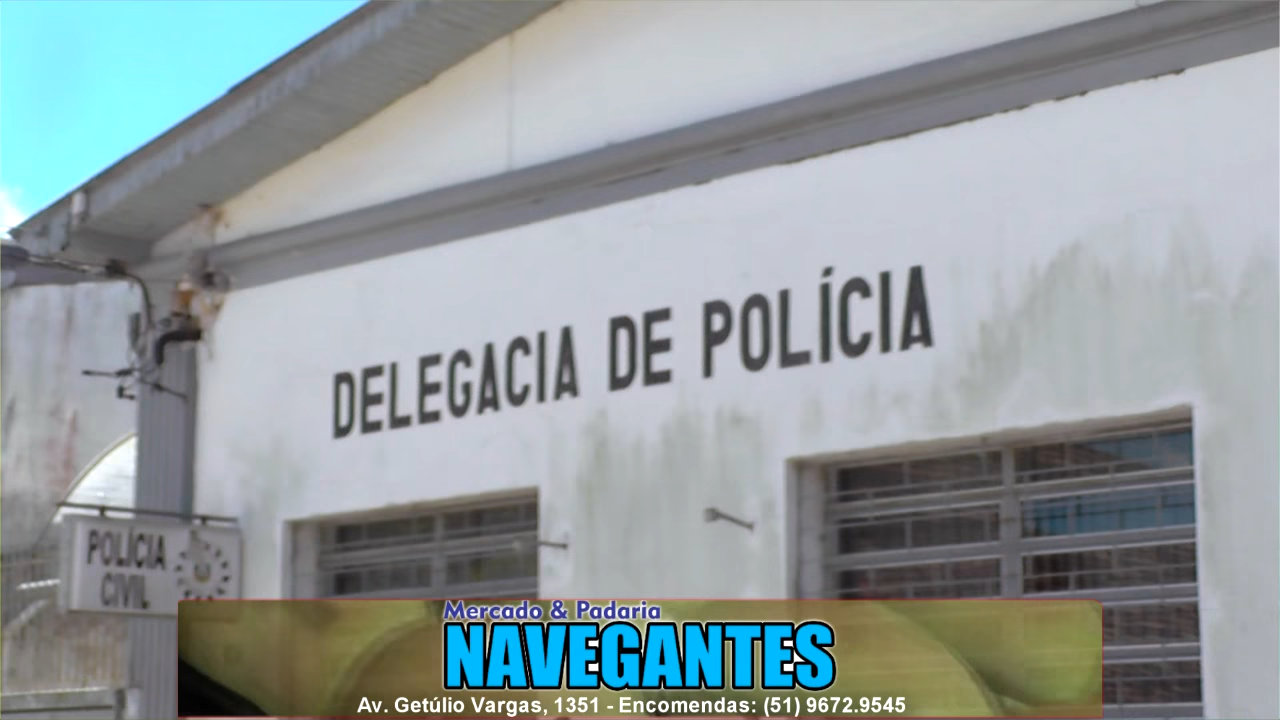 DELEGACIA DE POLÍCIA
POLÍCIA
CIVIL
Mercado & Padaria
NAVEGANTES
Av. Getúlio Vargas, 1351 - Encomendas: (51) 9672.9545